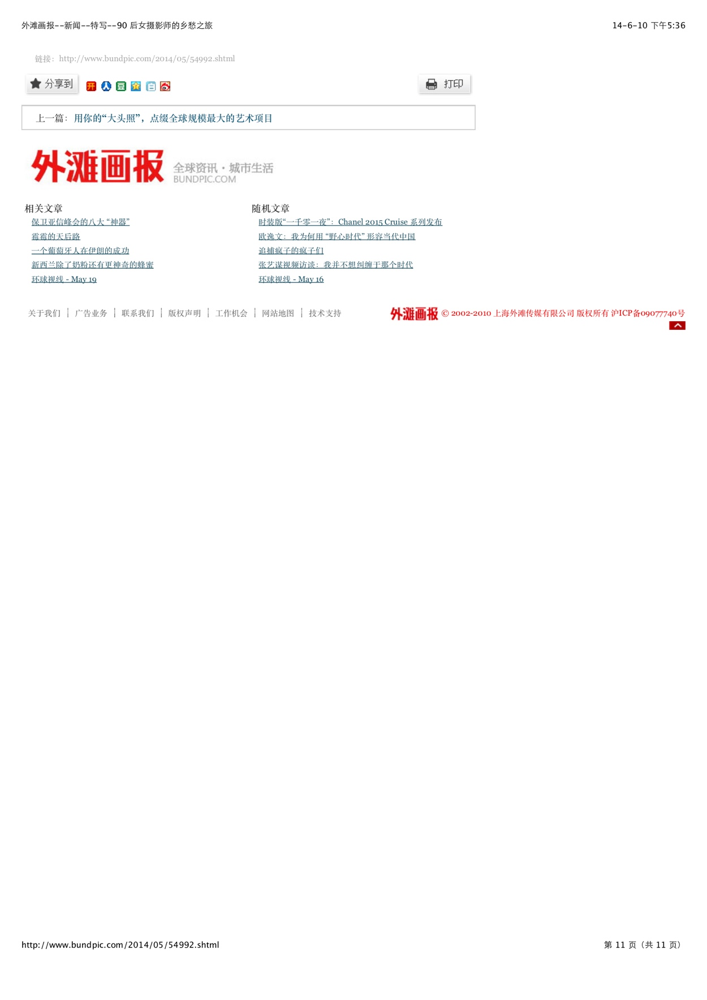 外滩画报--新闻--特写--90 后女摄影师的乡愁之旅
14-6-10 下午5:36
链接：http://www.bundpic.com/2014/05/54992.shtml
分享到
打印
上一篇：用你的“大头照”，点缀全球规模最大的艺术项目
外滩画报 全球资讯·城市生活
BUNDPIC.COM
相关文章
保卫亚信峰会的八大 “神器”
霉霉的天后路
一个葡萄牙人在伊朗的成功
新西兰除了奶粉还有更神奇的蜂蜜
环球视线 - May 19
随机文章
时装版“一千零一夜”：Chanel 2015 Cruise 系列发布
欧逸文：我为何用 “野心时代” 形容当代中国
追捕疯子的疯子们
张艺谋视频访谈：我并不想纠缠于那个时代
环球视线 - May 16
关于我们 ┆ 广告业务 ┆ 联系我们 ┆ 版权声明 ┆ 工作机会 ┆ 网站地图 ┆ 技术支持
外滩画报 © 2002-2010 上海外滩传媒有限公司 版权所有 沪ICP备09077740号
http://www.bundpic.com/2014/05/54992.shtml
第 11 页（共 11 页）